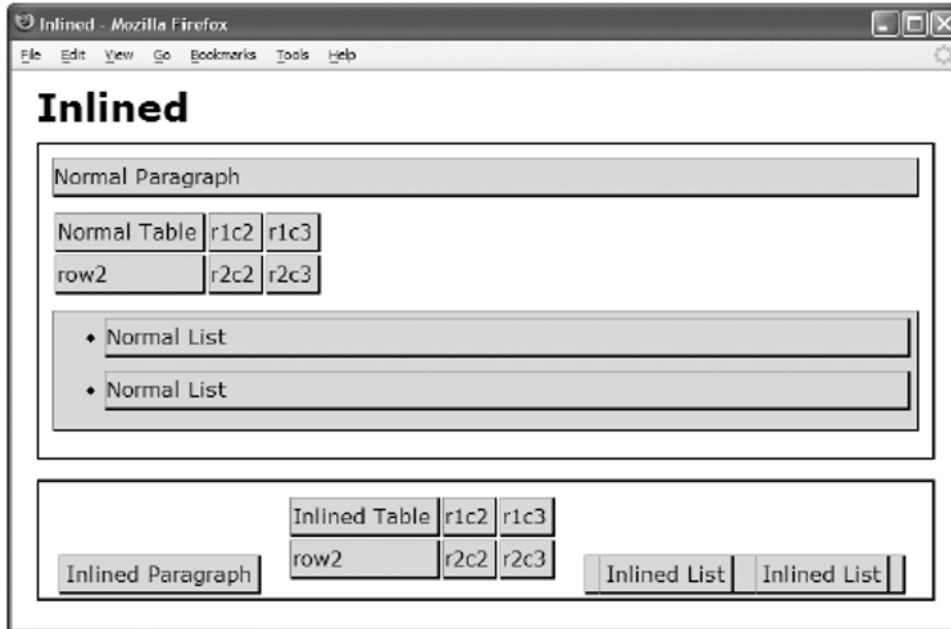 Inlined - Mozilla Firefox
File Edit View Go Bookmarks Tools Help
Inlined
Normal Paragraph
Normal Table r1c2 r1c3
row2 r2c2 r2c3
Normal List
Normal List
Inlined Table r1c2 r1c3
row2 r2c2 r2c3
Inlined Paragraph Inlined List Inlined List